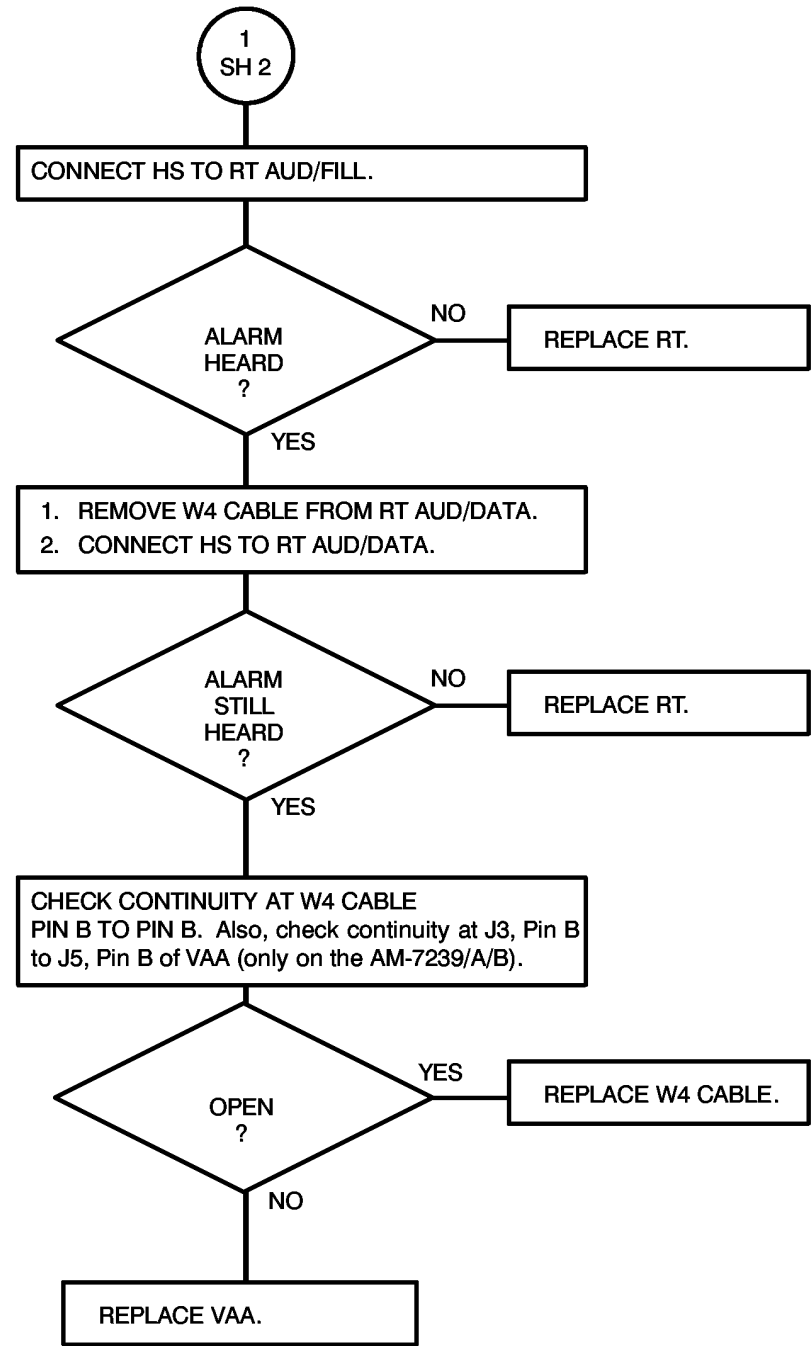 1
SH 2
CONNECT HS TO RT AUD/FILL.
ALARM
HEARD
?
NO
REPLACE RT.
YES
1. REMOVE W4 CABLE FROM RT AUD/DATA.
2. CONNECT HS TO RT AUD/DATA.
ALARM
STILL
HEARD
?
NO
REPLACE RT.
YES
CHECK CONTINUITY AT W4 CABLE
PIN B TO PIN B. Also, check continuity at J3, Pin B
to J5, Pin B of VAA (only on the AM-7239/A/B).
OPEN
?
YES
REPLACE W4 CABLE.
NO
REPLACE VAA.